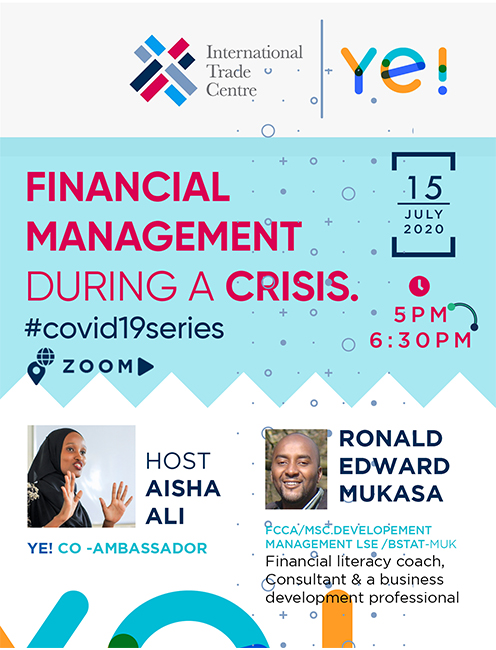 International
Trade
Centre
Ye!
FINANCIAL
MANAGEMENT
DURING A CRISIS.
#covid19series
ZOOM
15
JULY
2020
5PM
6:30PM
HOST
AISHA
ALI
YE! CO -AMBASSADOR
RONALD
EDWARD
MUKASA
FCCA/MSC.DEVELOPEMENT
MANAGEMENT LSE /BSTAT-MUK
Financial literacy coach,
Consultant & a business
development professional
Ye!